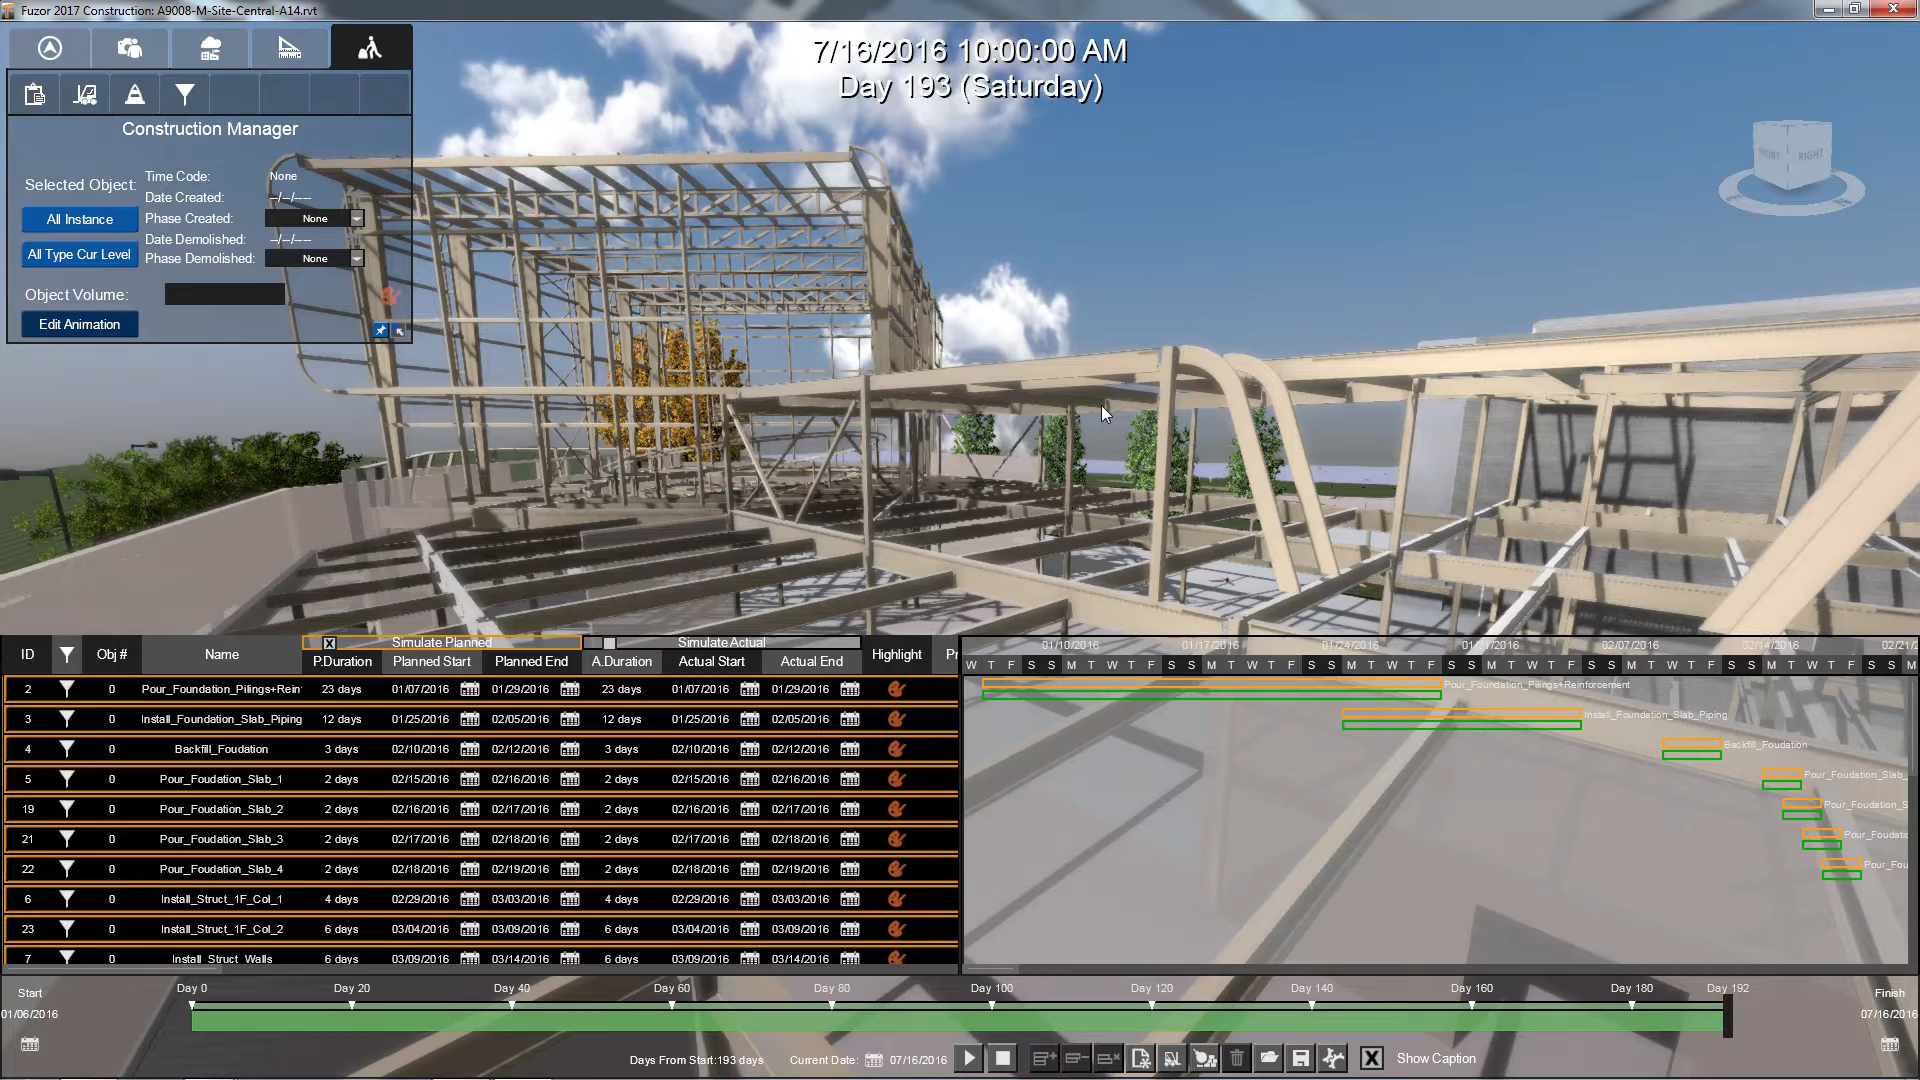 Fuzor 2017 Construction: A9008-M-Site-Central-A14.rvt
7/16/2016 10:00:00 AM
Day 193 (Saturday)
FRONT RIGHT
Construction Manager
Selected Object:
All Instance
All Type Cur Level
Time Code: None
Date Created: --/--/----
Phase Created: None
Date Demolished: --/--/----
Phase Demolished: None
Object Volume:
Edit Animation
X Simulate Planned Simulate Actual
ID Obj # Name P.Duration Planned Start Planned End A.Duration Actual Start Actual End Highlight Pr
2 0 Pour_Foundation_Pilings+Rein 23 days 01/07/2016 01/29/2016 23 days 01/07/2016 01/29/2016
3 0 Install_Foundation_Slab_Piping 12 days 01/25/2016 02/05/2016 12 days 01/25/2016 02/05/2016
4 0 Backfill_Foudation 3 days 02/10/2016 02/12/2016 3 days 02/10/2016 02/12/2016
5 0 Pour_Foudation_Slab_1 2 days 02/15/2016 02/16/2016 2 days 02/15/2016 02/16/2016
19 0 Pour_Foudation_Slab_2 2 days 02/16/2016 02/17/2016 2 days 02/16/2016 02/17/2016
21 0 Pour_Foudation_Slab_3 2 days 02/17/2016 02/18/2016 2 days 02/17/2016 02/18/2016
22 0 Pour_Foudation_Slab_4 2 days 02/18/2016 02/19/2016 2 days 02/18/2016 02/19/2016
6 0 Install_Struct_1F_Col_1 4 days 02/29/2016 03/03/2016 4 days 02/29/2016 03/03/2016
23 0 Install_Struct_1F_Col_2 6 days 03/04/2016 03/09/2016 6 days 03/04/2016 03/09/2016
7 0 Install_Struct_Walls 6 days 03/09/2016 03/14/2016 6 days 03/09/2016 03/14/2016
01/10/2016 01/17/2016 01/24/2016 01/31/2016 02/07/2016 02/14/2016 02/21/
W T F S S M T W T F S S M T W T F S S M T W T F S S M T W T F S S M T W T F S S M T W T F S S M
Pour_Foundation_Pilings+Reinforcement
Install_Foundation_Slab_Piping
Backfill_Foudation
Pour_Foudation_Slab_
Pour_Foudation_S
Pour_Foudatio
Pour_Fou
Start
01/06/2016
Day 0 Day 20 Day 40 Day 60 Day 80 Day 100 Day 120 Day 140 Day 160 Day 180 Day 192
Finish
07/16/2016
Days From Start:193 days Current Date: 07/16/2016 X Show Caption